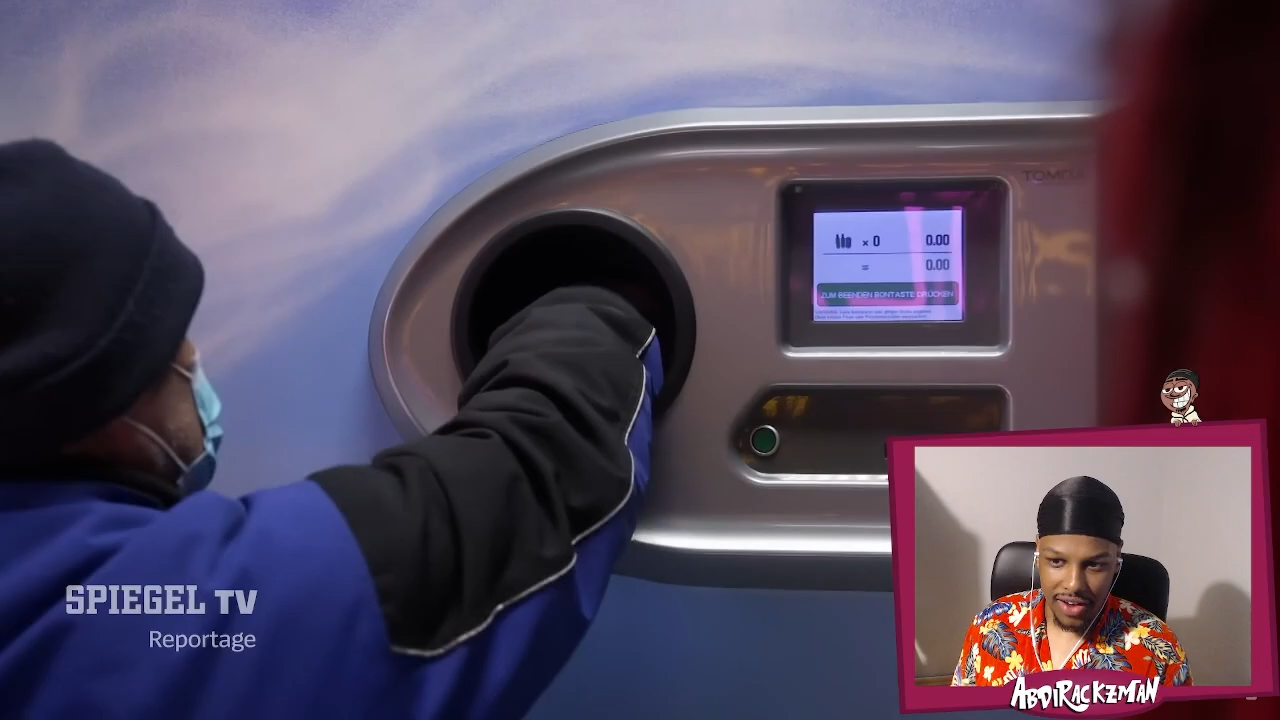 TOMRA
× 0 0.00
= 0.00
ZUM BEENDEN BONTASTE DRÜCKEN
SPIEGEL TV
Reportage
ABDIRACKZMAN